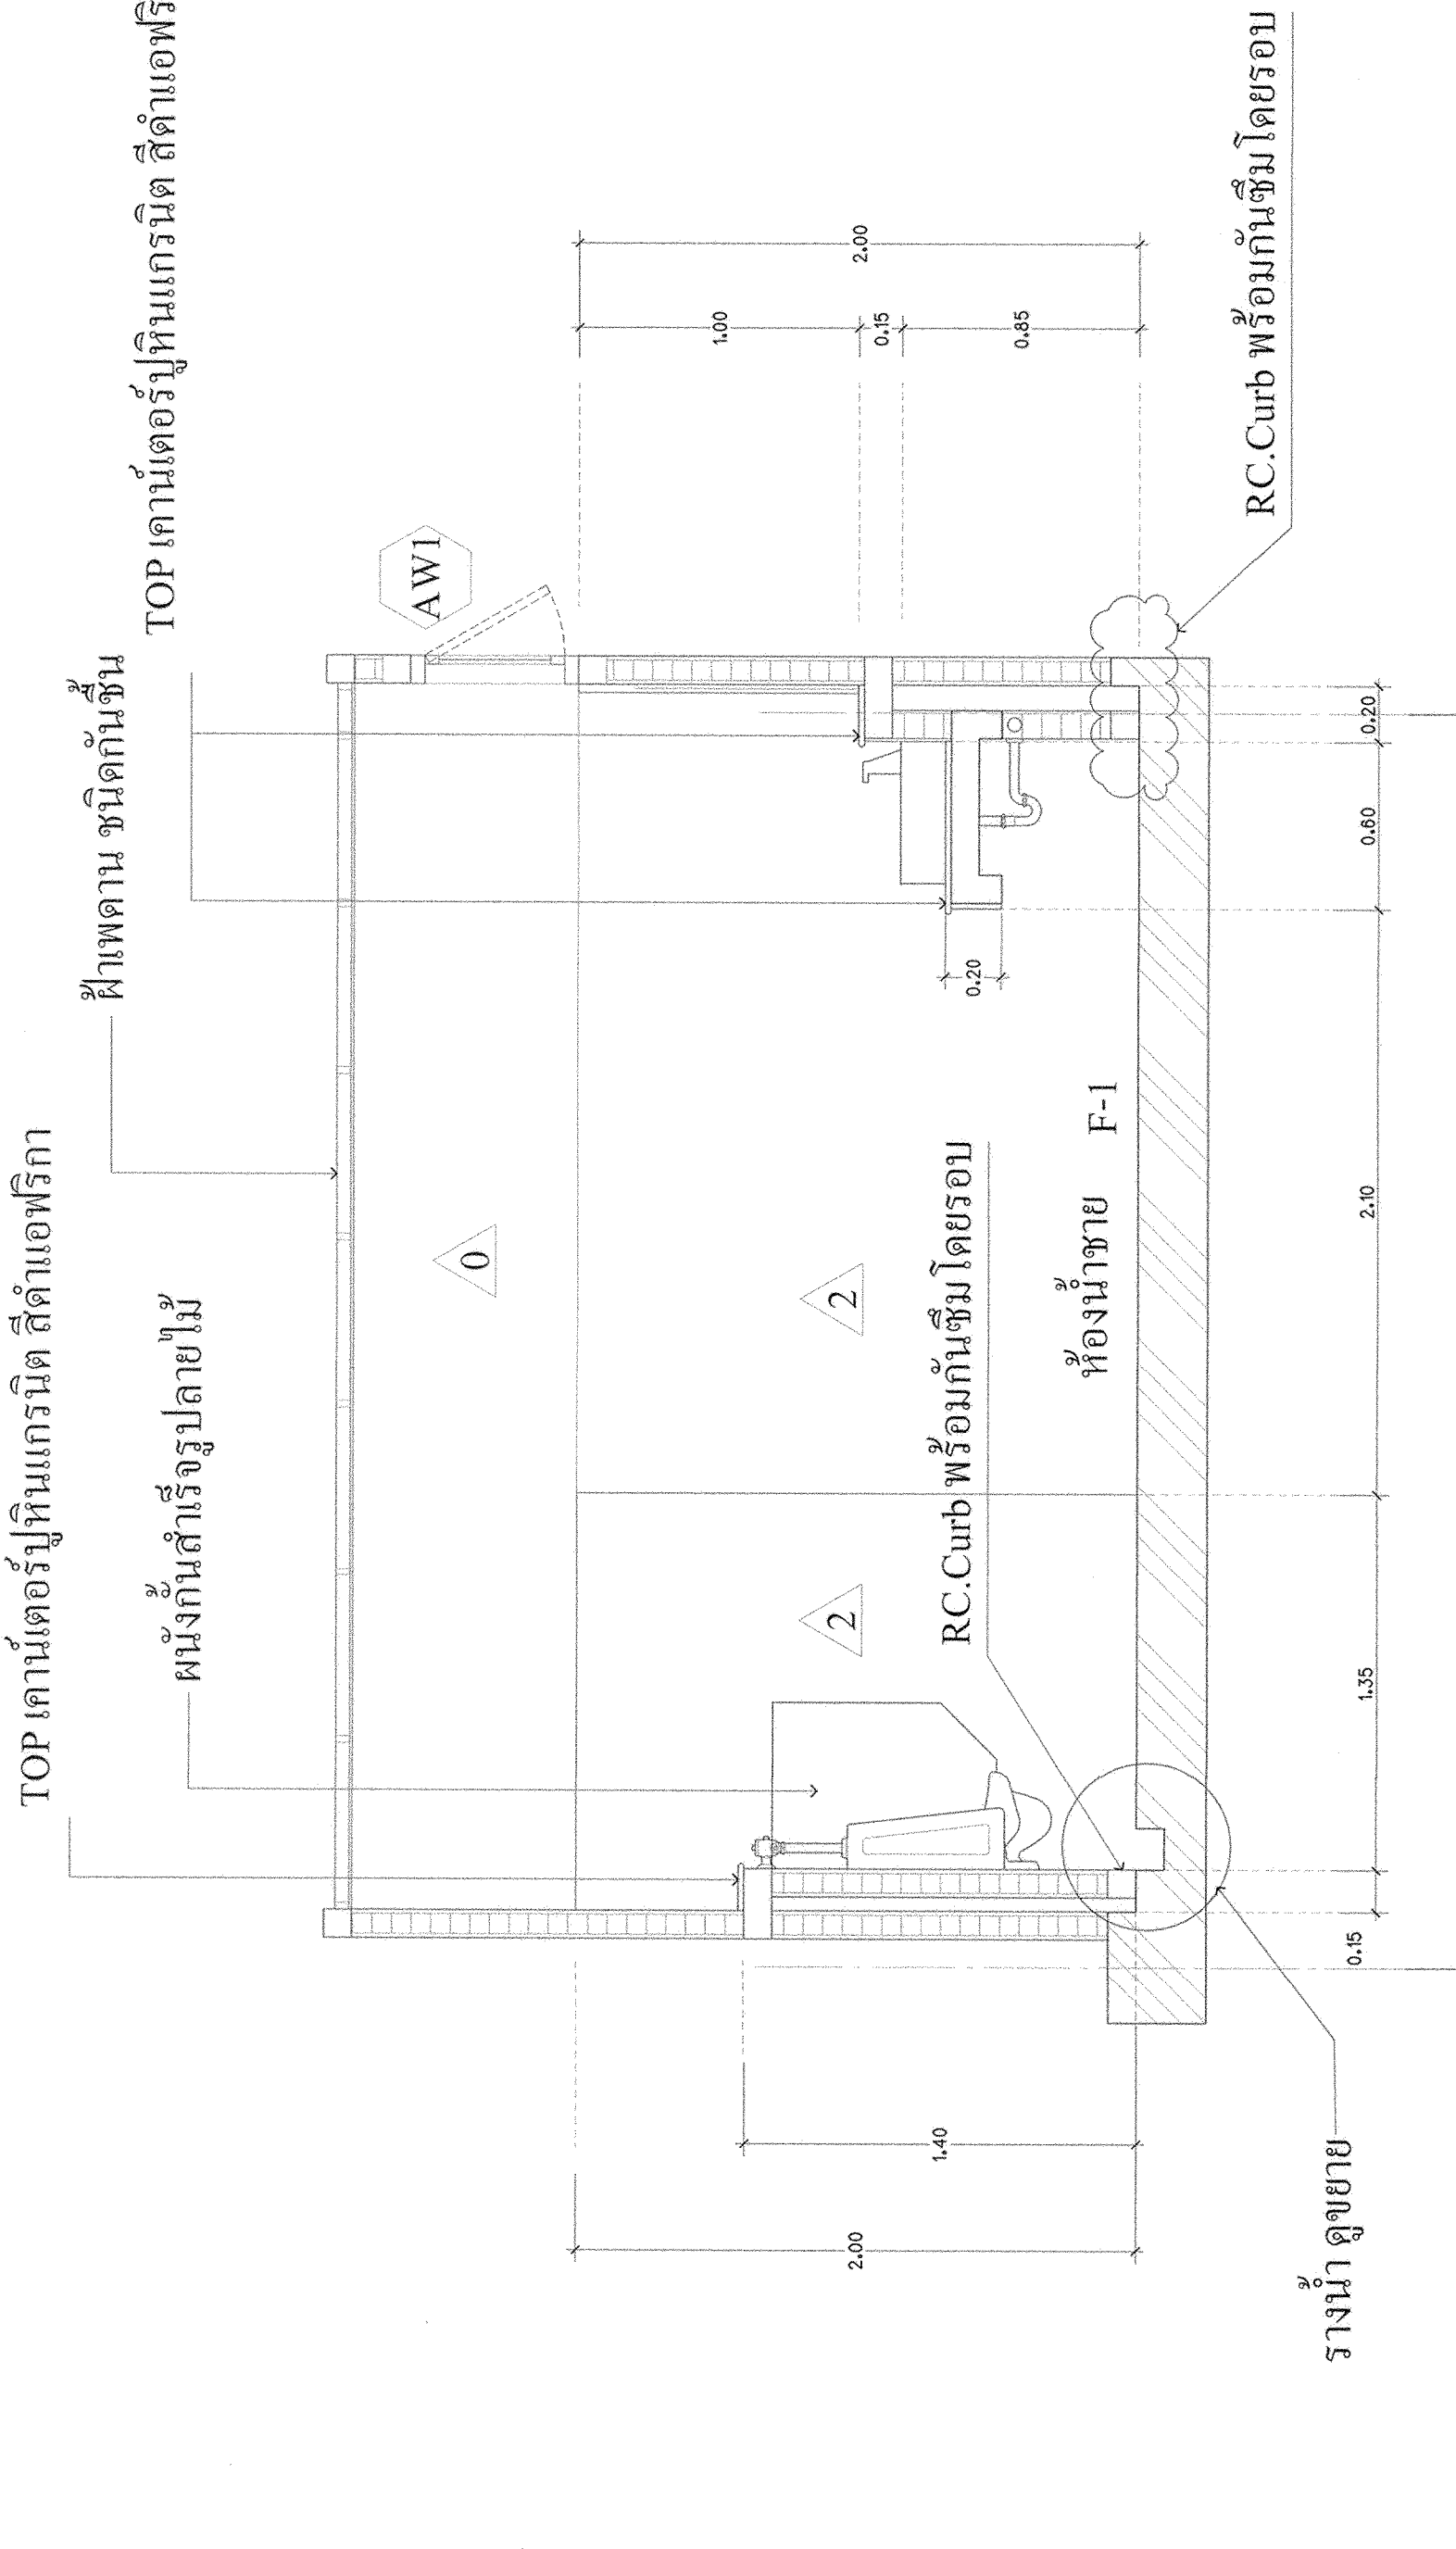 TOP เคาน์เตอร์ปูหินแกรนิต สีดำแอฟริกา
ผนังกั้นสำเร็จรูปลายไม้
ฝ้าเพดาน ชนิดกันชื้น
TOP เคาน์เตอร์ปูหินแกรนิต สีดำแอฟริ
AW1
0
2
2
2.00
1.40
1.00
0.15
0.85
2.00
0.20
RC.Curb พร้อมกันซึมโดยรอบ
ห้องน้ำชาย F-1
RC.Curb พร้อมกันซึมโดยรอบ
รางน้ำ ดูขยาย
0.15
1.35
2.10
0.60
0.20